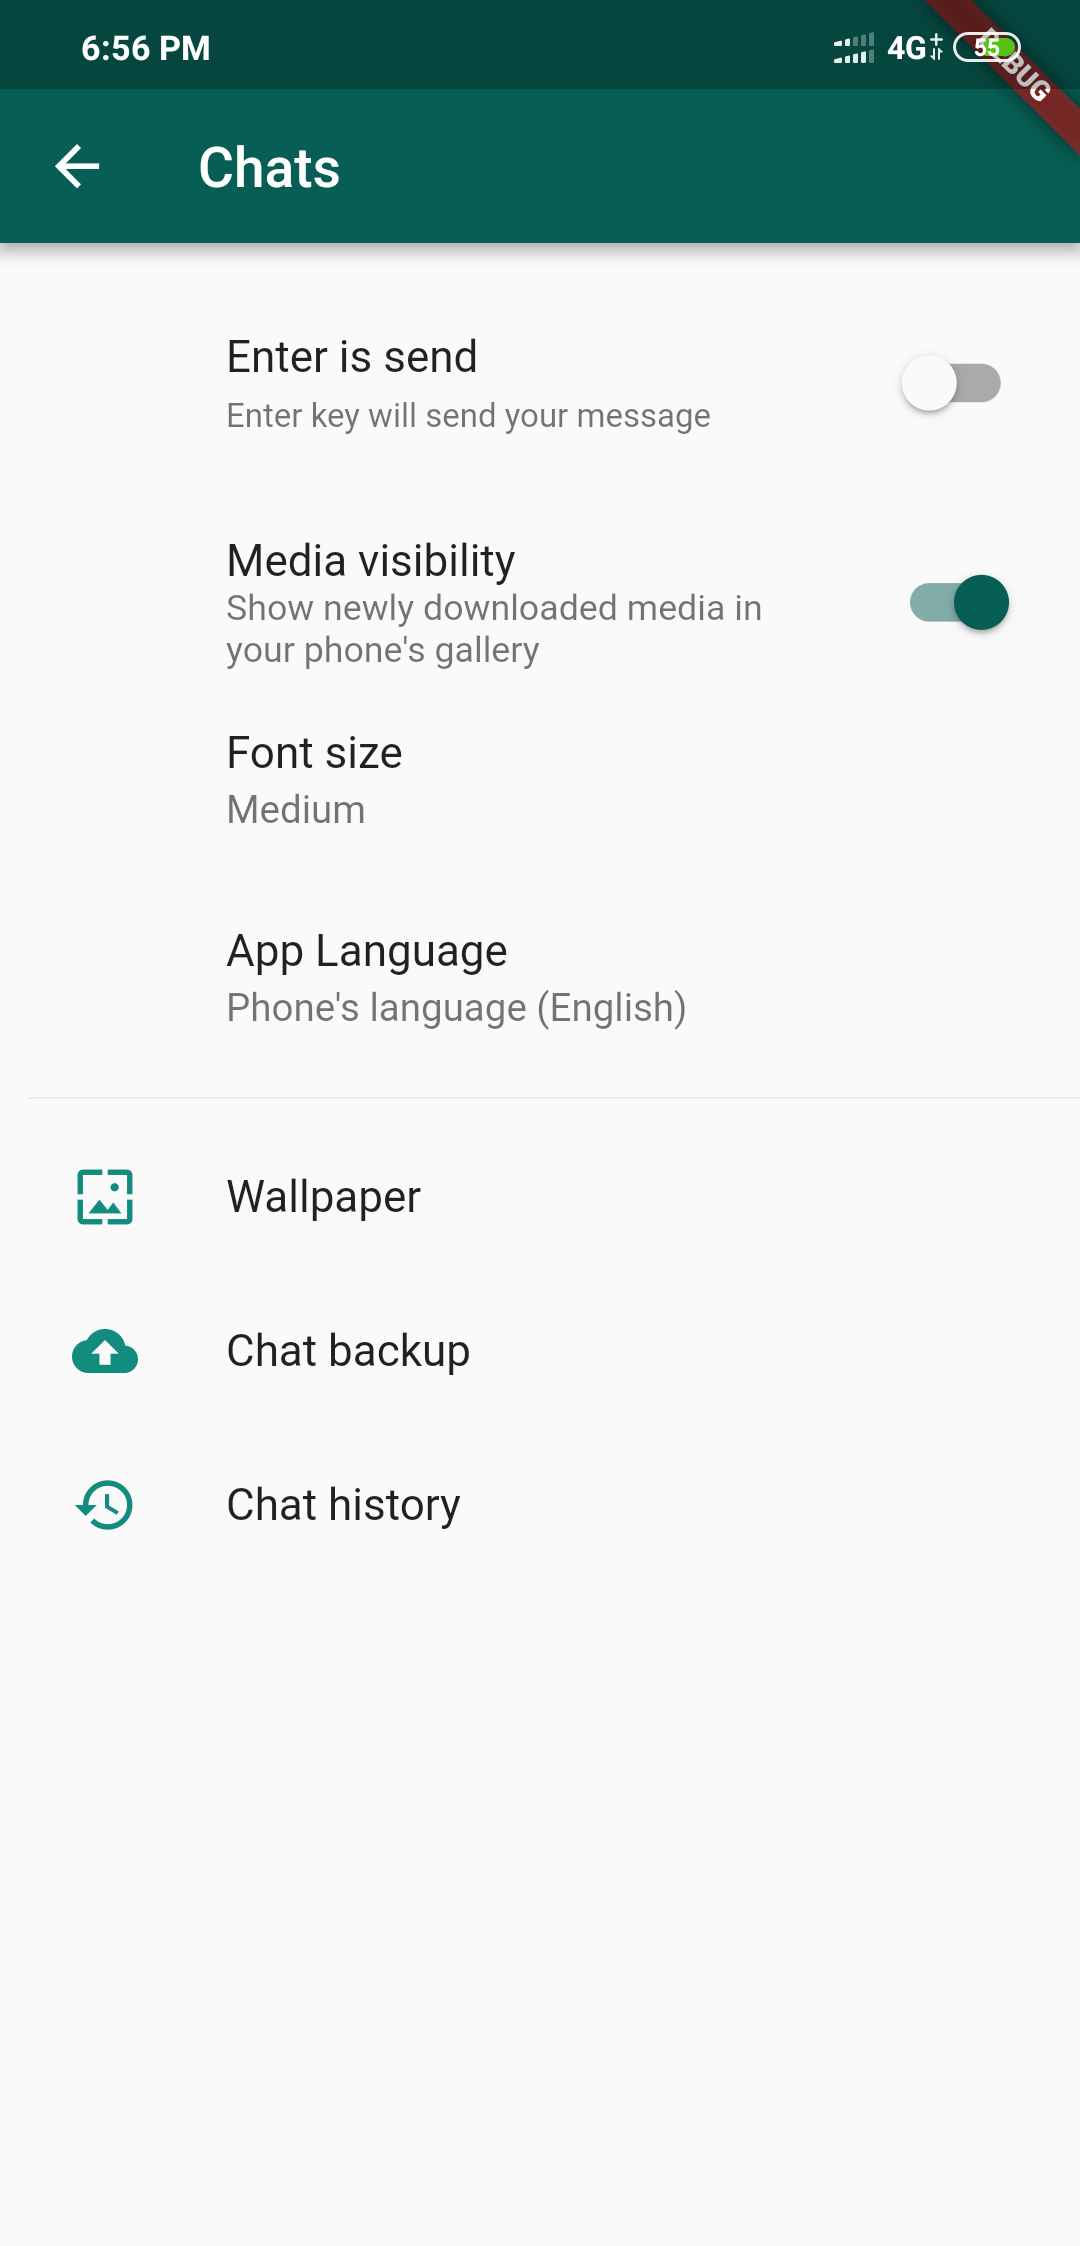 6:56 PM
4G+
55
DEBUG
Chats
Enter is send
Enter key will send your message
Media visibility
Show newly downloaded media in
your phone's gallery
Font size
Medium
App Language
Phone's language (English)
Wallpaper
Chat backup
Chat history